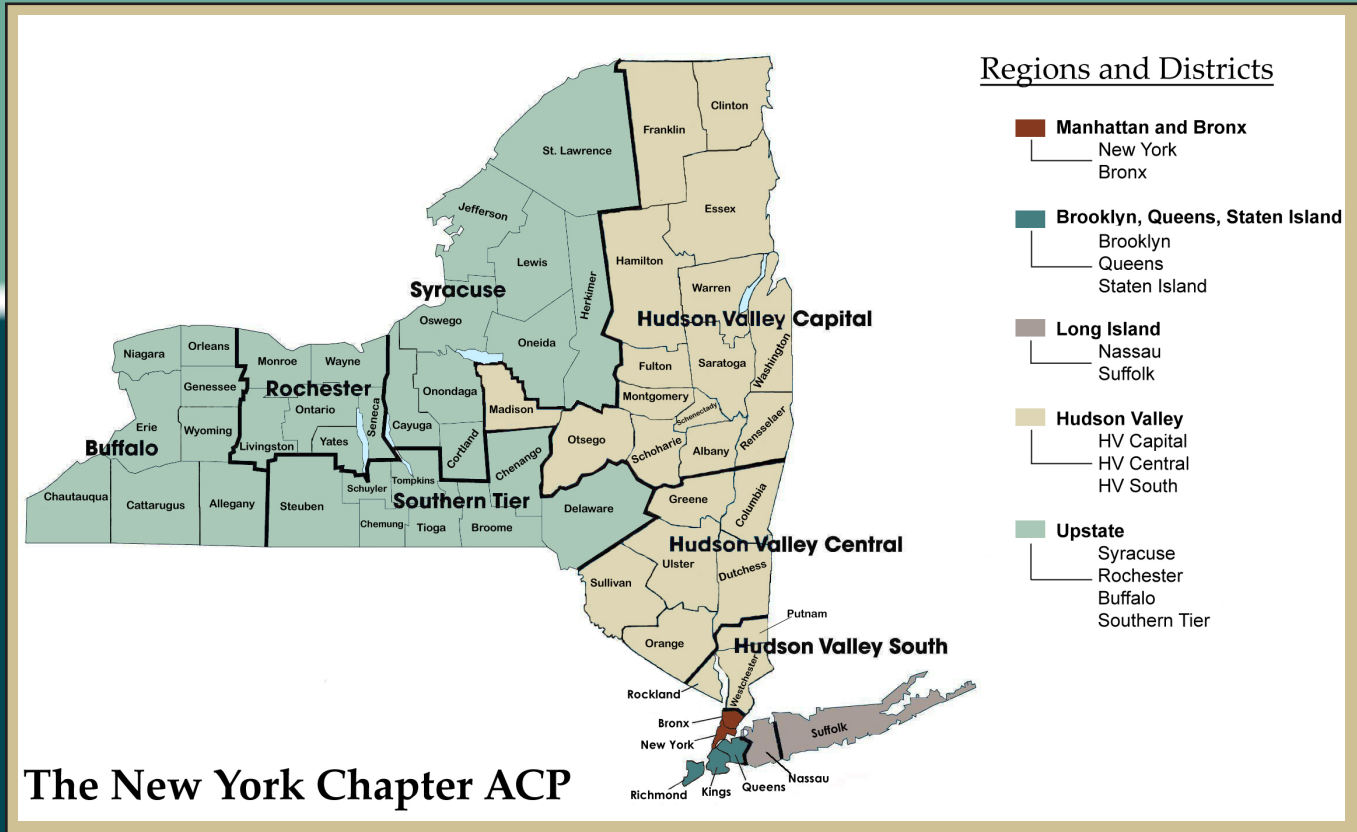 Regions and Districts
Manhattan and Bronx
New York
Bronx
Brooklyn, Queens, Staten Island
Brooklyn
Queens
Staten Island
Long Island
Nassau
Suffolk
Hudson Valley
HV Capital
HV Central
HV South
Upstate
Syracuse
Rochester
Buffalo
Southern Tier
Clinton
Franklin
St. Lawrence
Essex
Jefferson
Lewis
Hamilton
Herkimer
Warren
Syracuse
Oswego
Hudson Valley Capital
Oneida
Washington
Niagara
Orleans
Monroe
Wayne
Fulton
Saratoga
Genessee
Rochester
Onondaga
Madison
Montgomery
Schenectady
Ontario
Seneca
Cayuga
Erie
Wyoming
Buffalo
Livingston
Yates
Cortland
Chenango
Otsego
Schoharie
Albany
Rensselaer
Chautauqua
Cattarugus
Allegany
Steuben
Schuyler
Tompkins
Southern Tier
Chemung
Tioga
Broome
Delaware
Greene
Columbia
Hudson Valley Central
Ulster
Dutchess
Sullivan
Putnam
Orange
Hudson Valley South
Westchester
Rockland
Bronx
New York
Suffolk
Nassau
Queens
Kings
Richmond
The New York Chapter ACP